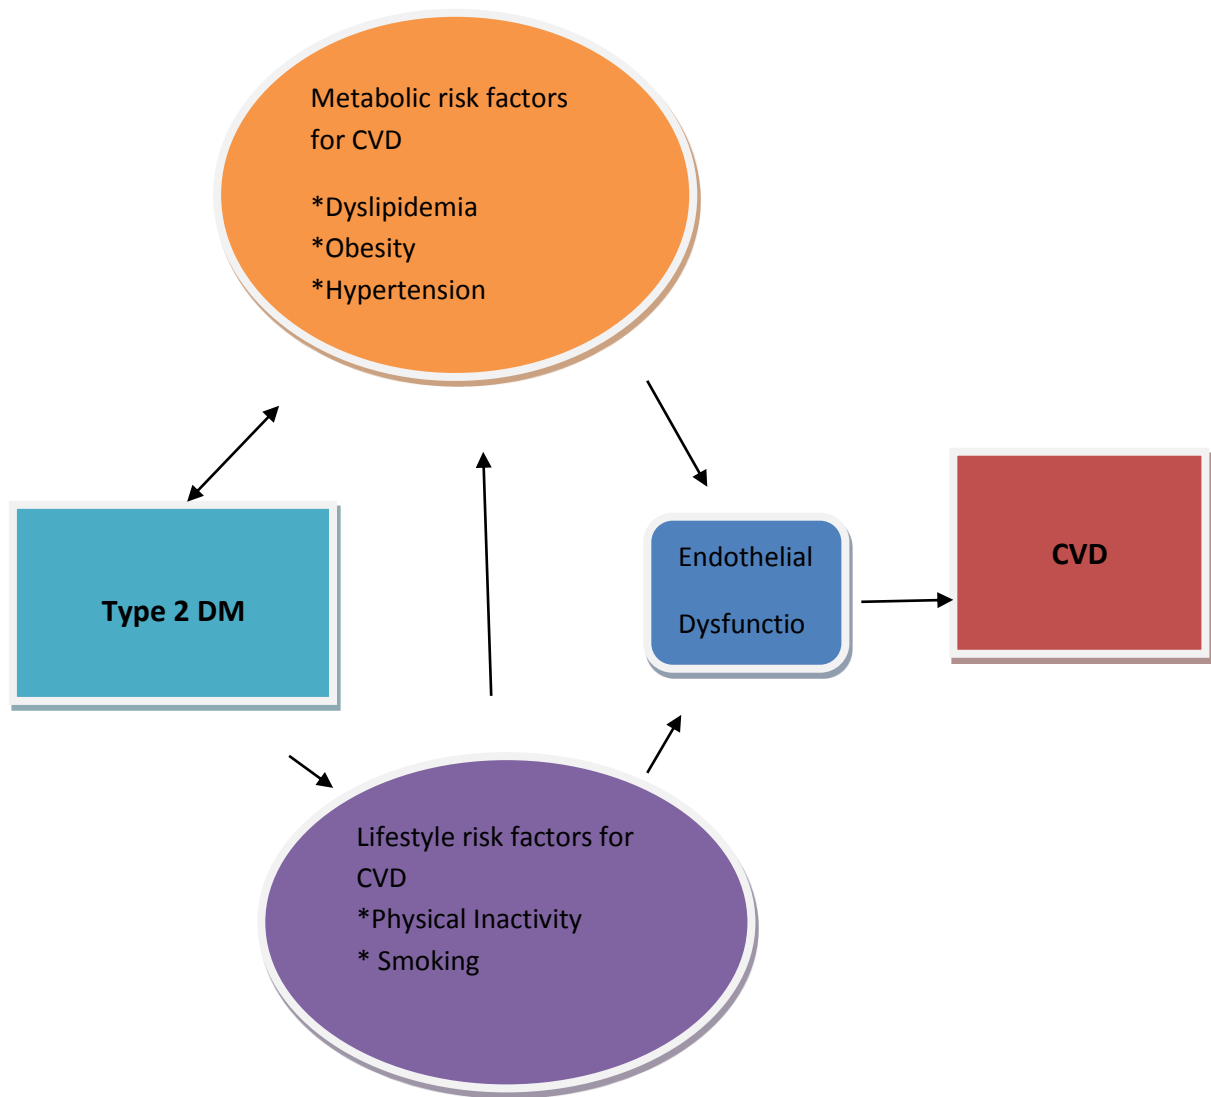 Metabolic risk factors
for CVD
*Dyslipidemia
*Obesity
*Hypertension
Type 2 DM
Endothelial
Dysfunctio
CVD
Lifestyle risk factors for
CVD
*Physical Inactivity
* Smoking